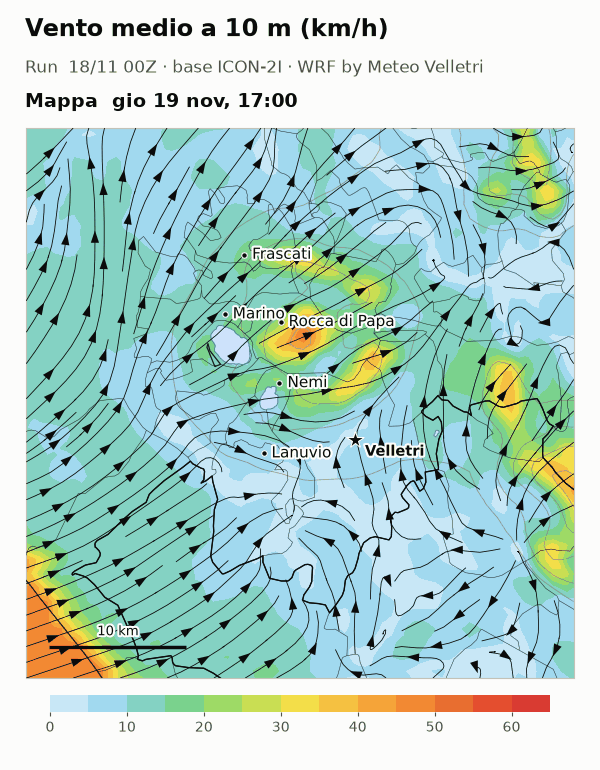 Vento medio a 10 m (km/h)
Run 18/11 00Z · base ICON-2I · WRF by Meteo Velletri
Mappa gio 19 nov, 17:00
Frascati
Marino
Rocca di Papa
Nemi
Velletri
Lanuvio
10 km
0 10 20 30 40 50 60